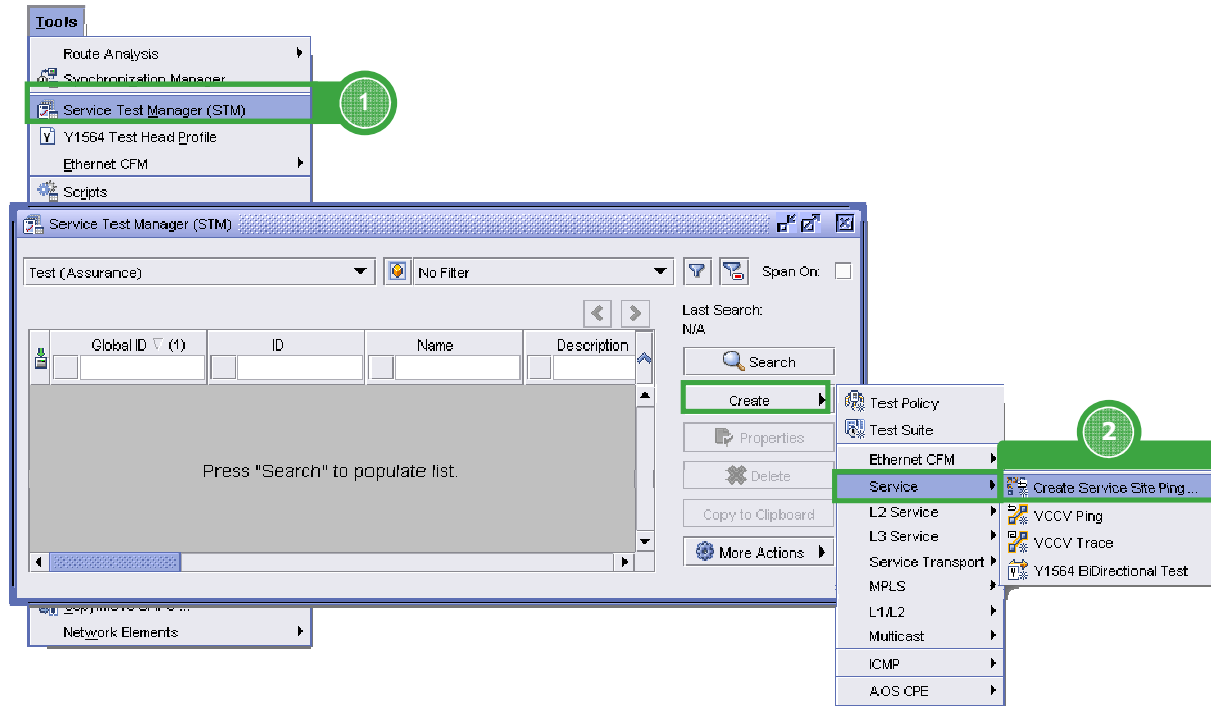 Tools
Route Analysis
Synchronization Manager
Service Test Manager (STM)
1
Y1564 Test Head Profile
Ethernet CFM
Scripts
Service Test Manager (STM)
Test (Assurance)
No Filter
Span On:
Last Search:
N/A
Global ID (1)
ID
Name
Description
Search
Create
Properties
Delete
Copy to Clipboard
More Actions
Press "Search" to populate list.
Test Policy
Test Suite
Ethernet CFM
Service
L2 Service
L3 Service
Service Transport
MPLS
L1/L2
Multicast
ICMP
AOS CPE
2
Create Service Site Ping ...
VCCV Ping
VCCV Trace
Y1564 BiDirectional Test
Network Elements